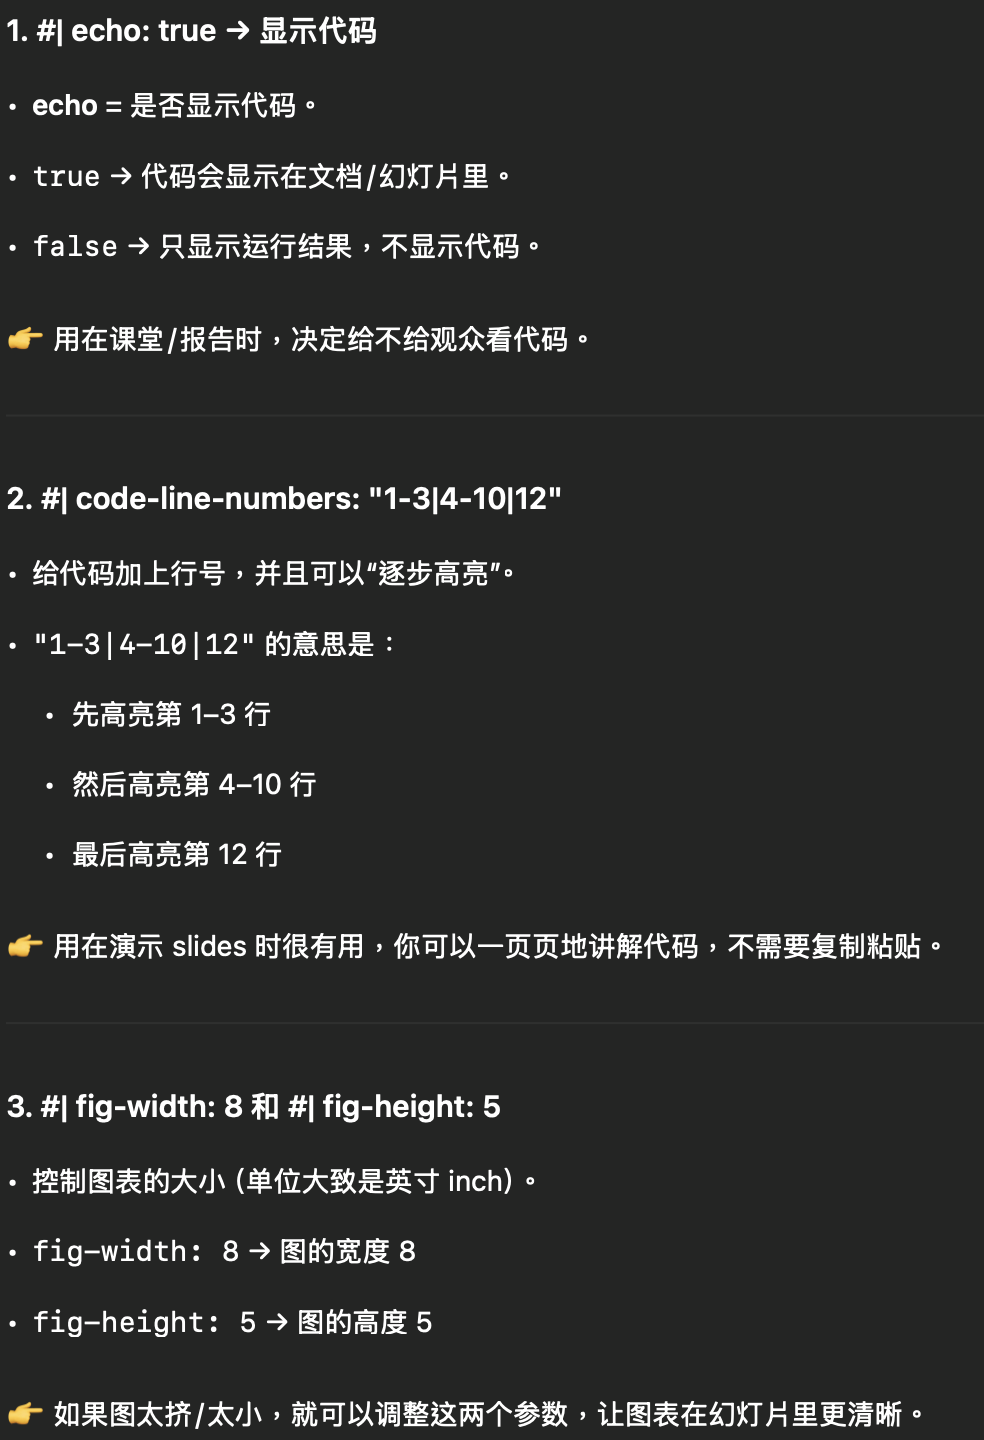 1. #| echo: true → 显示代码
• echo = 是否显示代码。
• true → 代码会显示在文档/幻灯片里。
• false → 只显示运行结果，不显示代码。
👉 用在课堂/报告时，决定给不给观众看代码。
2. #| code-line-numbers: "1-3|4-10|12"
• 给代码加上行号，并且可以“逐步高亮”。
• "1-3|4-10|12" 的意思是：
• 先高亮第 1–3 行
• 然后高亮第 4–10 行
• 最后高亮第 12 行
👉 用在演示 slides 时很有用，你可以一页页地讲解代码，不需要复制粘贴。
3. #| fig-width: 8 和 #| fig-height: 5
• 控制图表的大小 (单位大致是英寸 inch)。
• fig-width: 8 → 图的宽度 8
• fig-height: 5 → 图的高度 5
👉 如果图太挤/太小，就可以调整这两个参数，让图表在幻灯片里更清晰。